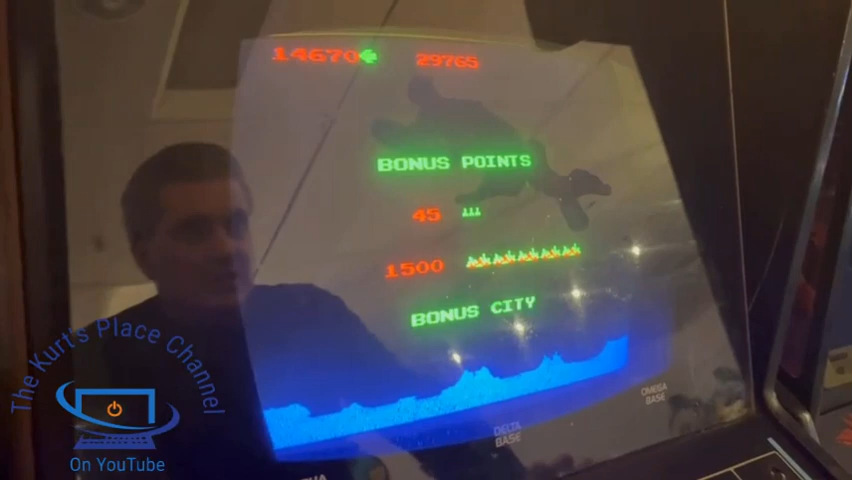 14670 29765
BONUS POINTS
45
1500
BONUS CITY
OMEGA
BASE
DELTA
BASE
The Kurt's Place Channel
On YouTube